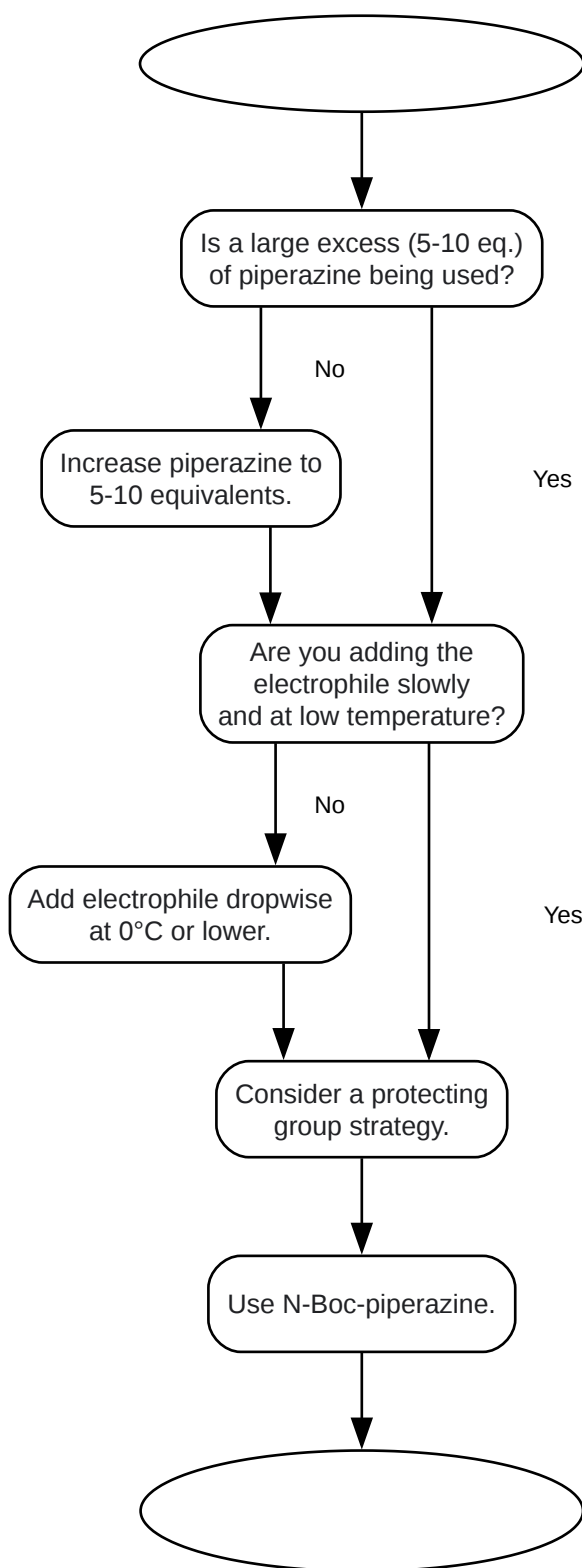 Is a large excess (5-10 eq.)
of piperazine being used?
No
Increase piperazine to
5-10 equivalents.
Yes
Are you adding the
electrophile slowly
and at low temperature?
No
Add electrophile dropwise
at 0°C or lower.
Yes
Consider a protecting
group strategy.
Use N-Boc-piperazine.